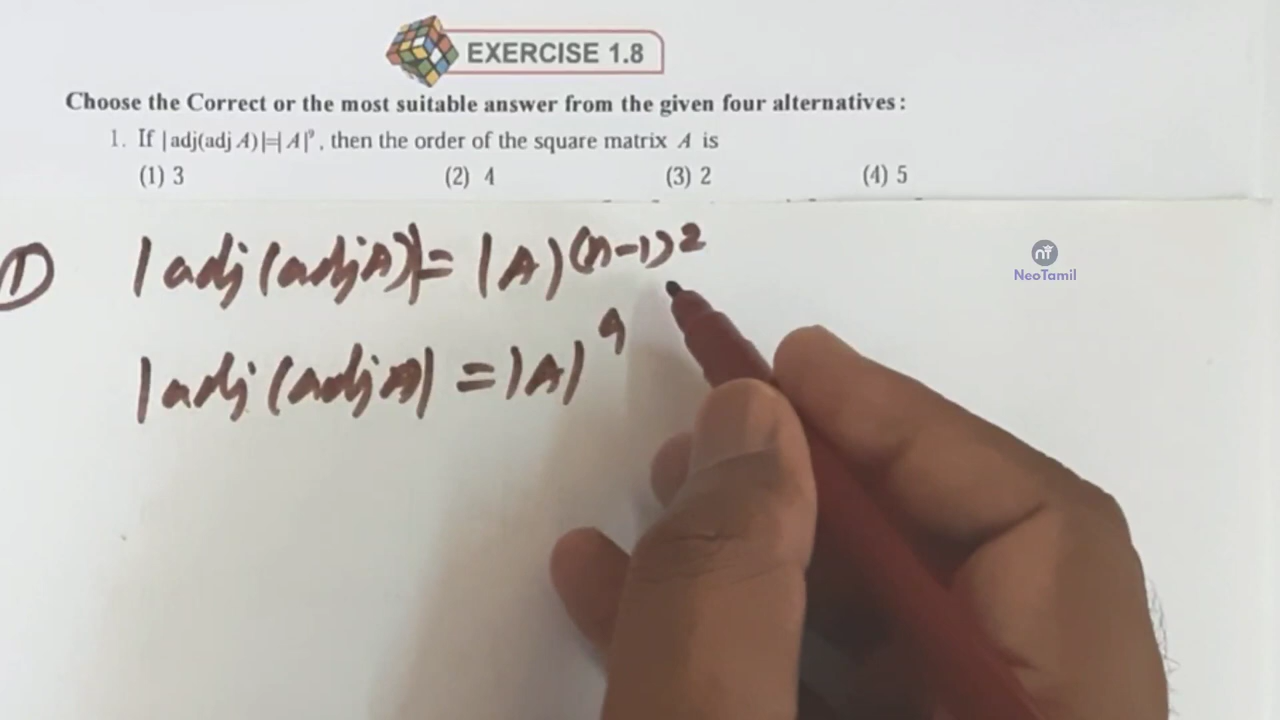 EXERCISE 1.8
Choose the Correct or the most suitable answer from the given four alternatives:
1. If |adj(adj A)|=|A|⁹, then the order of the square matrix A is
(1) 3 (2) 4 (3) 2 (4) 5
① |adj(adjA)|=|A|(n-1)²
|adj(adjA)|=|A|⁹
NeoTamil